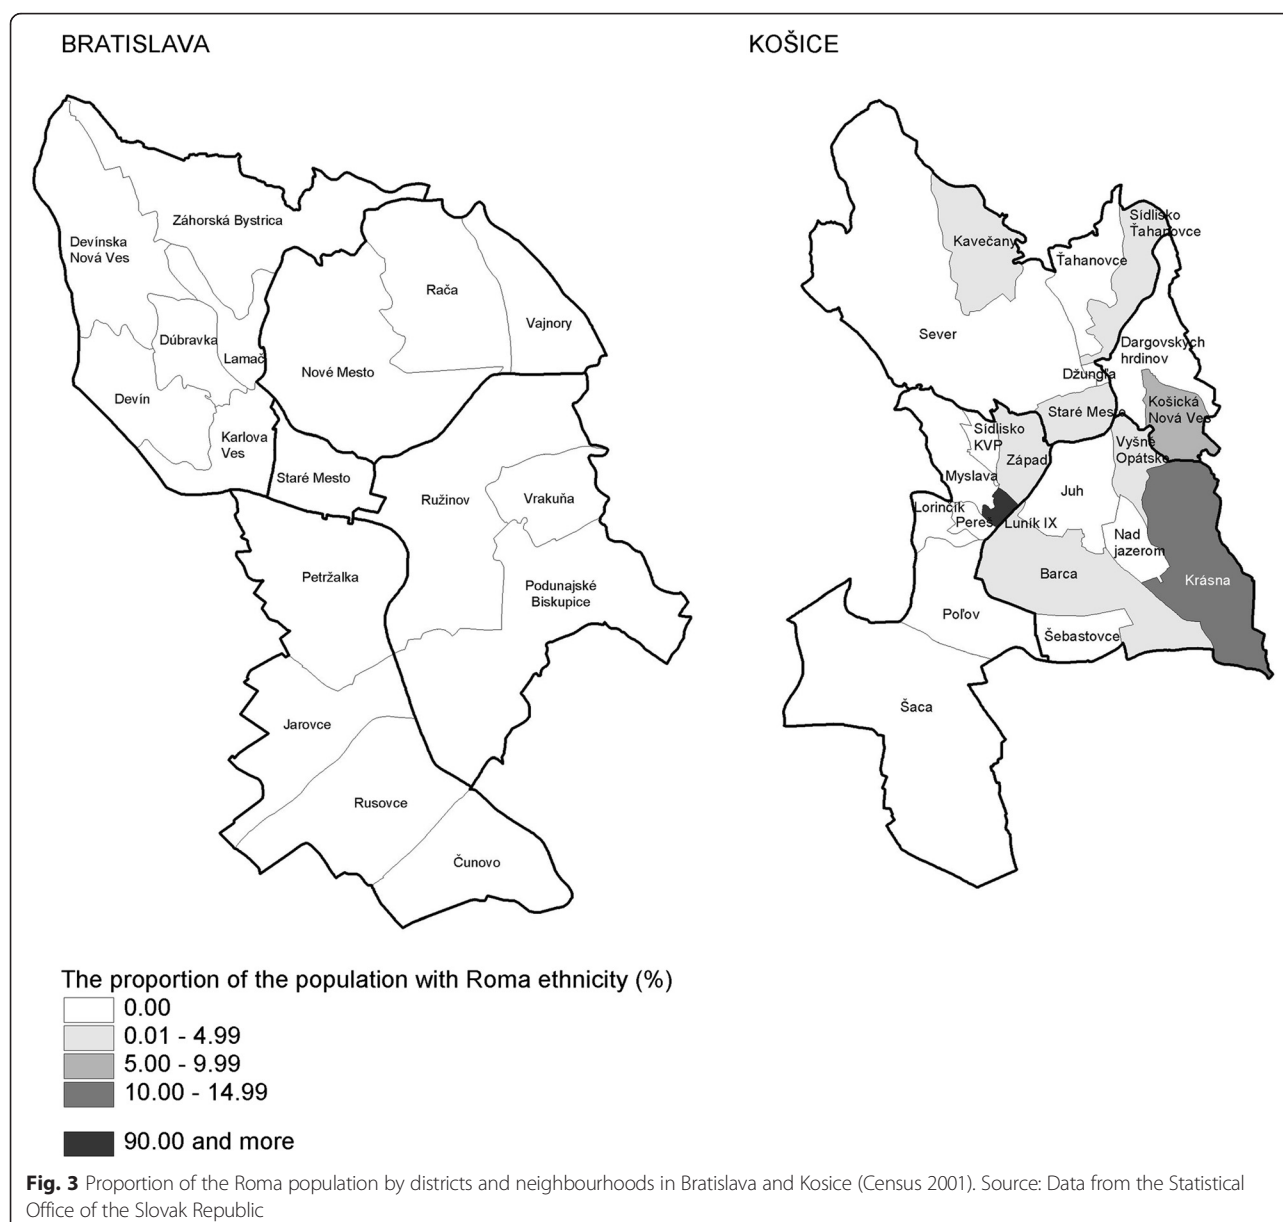 BRATISLAVA
KOŠICE
Záhorská Bystrica
Devínska
Nová Ves
Rača
Vajnory
Dúbravka
Lamač
Nové Mesto
Devín
Karlova
Ves
Staré Mesto
Ružinov
Vrakuňa
Petržalka
Podunajské
Biskupice
Jarovce
Rusovce
Čunovo
Sídlisko
Ťahanovce
Kavečany
Ťahanovce
Sever
Dargovských
hrdinov
Džungľa
Staré Mesto
Košická
Nová Ves
Sídlisko
KVP
Západ
Vyšné
Opátske
Myslava
Juh
Lorinčík
Pereš
Luník IX
Nad
jazerom
Barca
Krásna
Poľov
Šebastovce
Šaca
The proportion of the population with Roma ethnicity (%)
0.00
0.01 - 4.99
5.00 - 9.99
10.00 - 14.99
90.00 and more
Fig. 3 Proportion of the Roma population by districts and neighbourhoods in Bratislava and Kosice (Census 2001). Source: Data from the Statistical
Office of the Slovak Republic